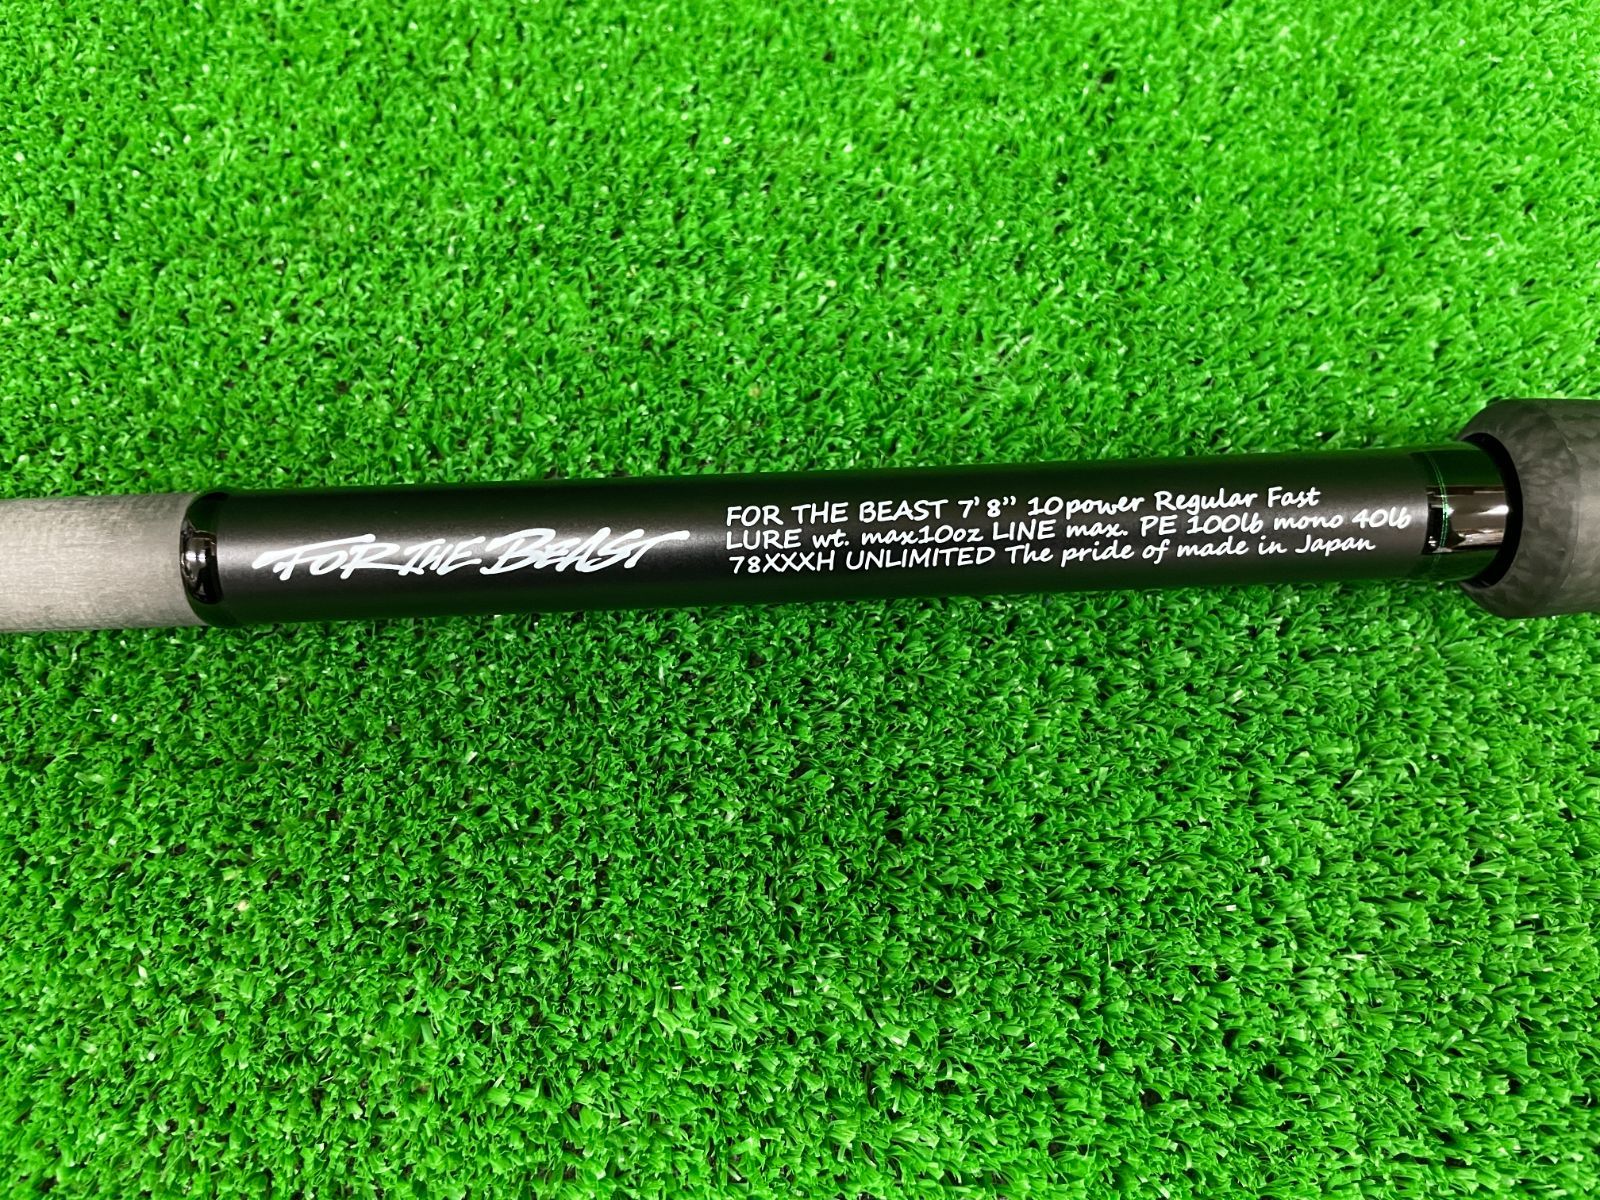 FOR THE BEAST
FOR THE BEAST 7'8" 10power Regular Fast
LURE wt. max10oz LINE max. PE 100lb mono 40lb
78XXXH UNLIMITED The pride of made in Japan